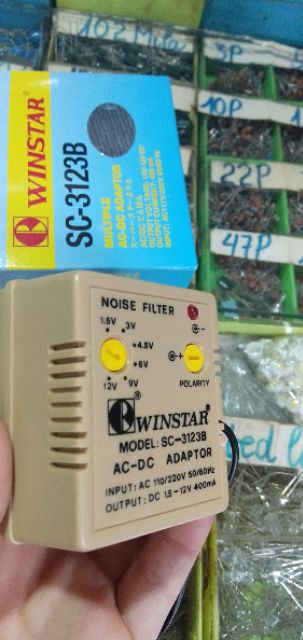 102
3P
10P
22P
47P
WINSTAR
®
SC-3123B
MULTIPLE
AC-DC ADAPTOR
NOISE FILTER
1.5V 3V
4.5V
6V
12V 9V
POLARITY
WINSTAR
®
MODEL: SC-3123B
AC-DC ADAPTOR
INPUT: AC 110/220V 50/60Hz
OUTPUT: DC 1.5-12V 400mA
Led